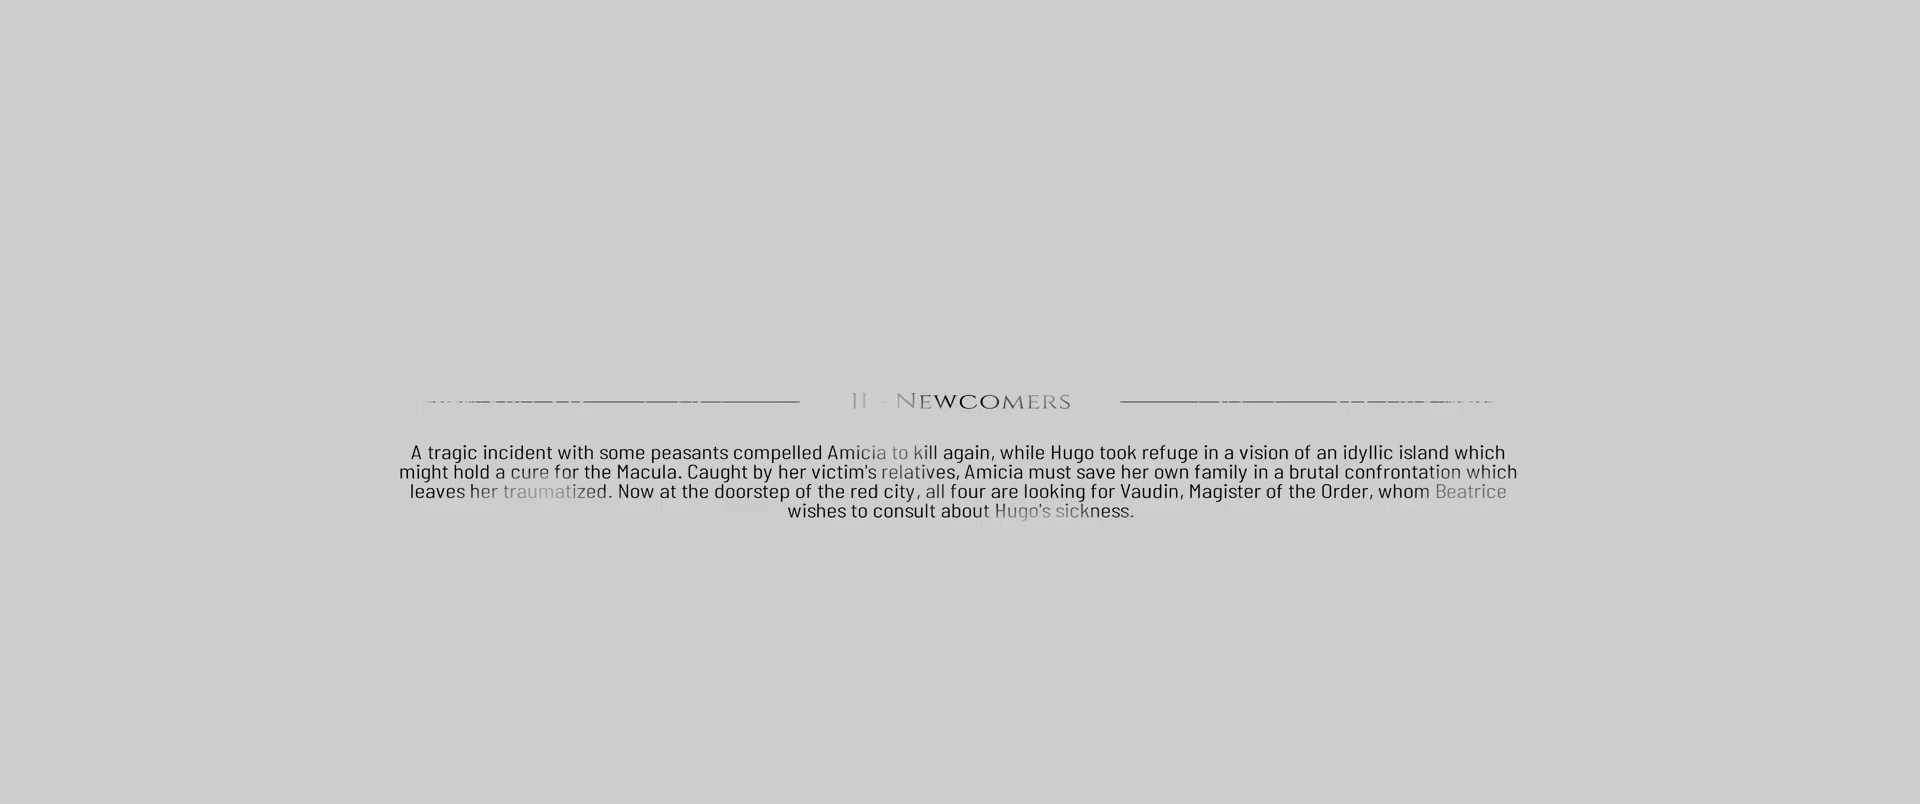 II - Newcomers
A tragic incident with some peasants compelled Amicia to kill again, while Hugo took refuge in a vision of an idyllic island which
might hold a cure for the Macula. Caught by her victim's relatives, Amicia must save her own family in a brutal confrontation which
leaves her traumatized. Now at the doorstep of the red city, all four are looking for Vaudin, Magister of the Order, whom Beatrice
wishes to consult about Hugo's sickness.